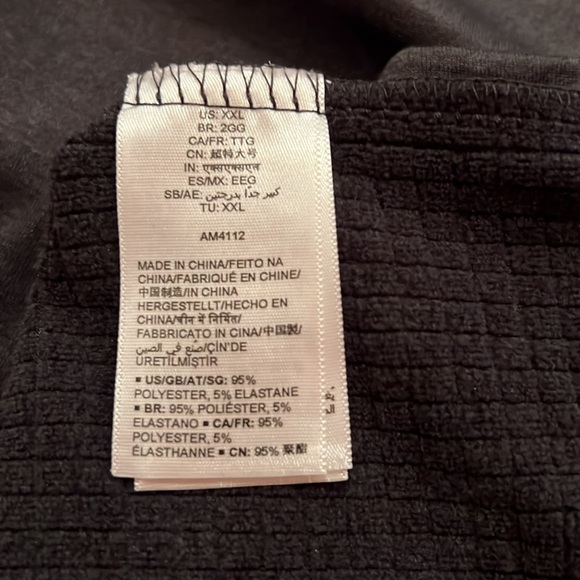 US: XXL
BR: 2GG
CA/FR: TTG
CN: 超特大号
IN: एक्सएक्सएल
ES/MX: EEG
SB/AE: كبير جدًا بدرجتين
TU: XXL
AM4112
MADE IN CHINA/FEITO NA
CHINA/FABRIQUÉ EN CHINE/
中国制造/IN CHINA
HERGESTELLT/HECHO EN
CHINA/चीन में निर्मित/
FABBRICATO IN CINA/中国製/
صنع في الصين/ÇİN'DE
ÜRETİLMİŞTİR
▪ US/GB/AT/SG: 95%
POLYESTER, 5% ELASTANE
▪ BR: 95% POLIÉSTER, 5%
ELASTANO ▪ CA/FR: 95%
POLYESTER, 5%
ÉLASTHANNE ▪ CN: 95% 聚酯